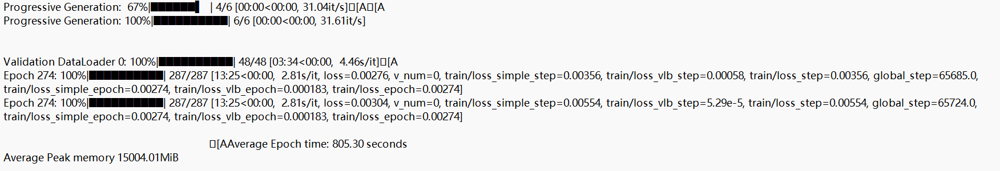 Progressive Generation:  67%|██████▋   | 4/6 [00:00<00:00, 31.04it/s]□[A□[A
Progressive Generation: 100%|██████████| 6/6 [00:00<00:00, 31.61it/s]
Validation DataLoader 0: 100%|██████████| 48/48 [03:34<00:00,  4.46s/it]□[A
Epoch 274: 100%|██████████| 287/287 [13:25<00:00,  2.81s/it, loss=0.00276, v_num=0, train/loss_simple_step=0.00356, train/loss_vlb_step=0.00058, train/loss_step=0.00356, global_step=65685.0,
train/loss_simple_epoch=0.00274, train/loss_vlb_epoch=0.000183, train/loss_epoch=0.00274]
Epoch 274: 100%|██████████| 287/287 [13:25<00:00,  2.81s/it, loss=0.00304, v_num=0, train/loss_simple_step=0.00554, train/loss_vlb_step=5.29e-5, train/loss_step=0.00554, global_step=65724.0,
train/loss_simple_epoch=0.00274, train/loss_vlb_epoch=0.000183, train/loss_epoch=0.00274]
□[AAverage Epoch time: 805.30 seconds
Average Peak memory 15004.01MiB